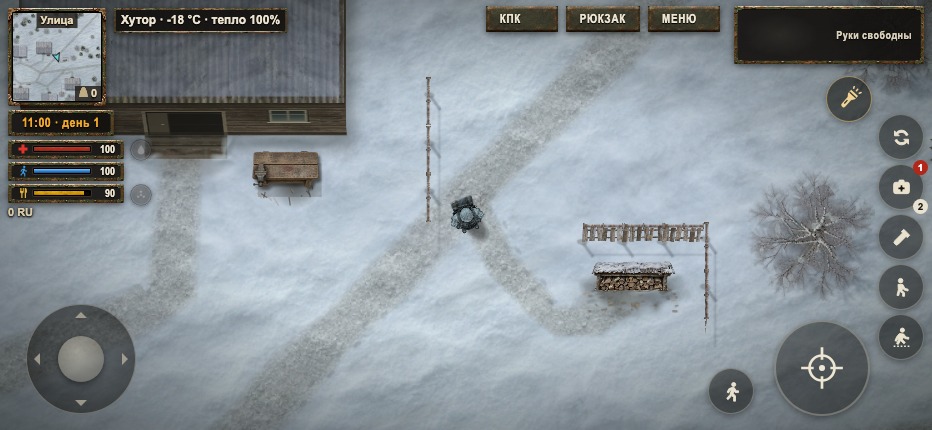 Улица
0
Хутор · -18 °C · тепло 100%
КПК
РЮКЗАК
МЕНЮ
Руки свободны
11:00 · день 1
100
100
90
0 RU
1
2